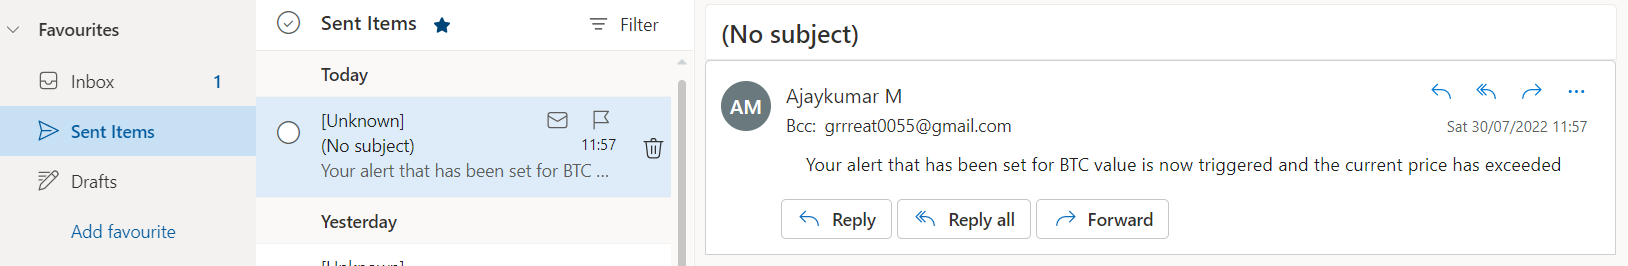 Favourites
Inbox 1
Sent Items
Drafts
Add favourite
Sent Items
Filter
Today
[Unknown]
(No subject)
11:57
Your alert that has been set for BTC ...
Yesterday
[Unknown]
(No subject)
AM
Ajaykumar M
Bcc: grrreat0055@gmail.com
Sat 30/07/2022 11:57
Your alert that has been set for BTC value is now triggered and the current price has exceeded
Reply
Reply all
Forward